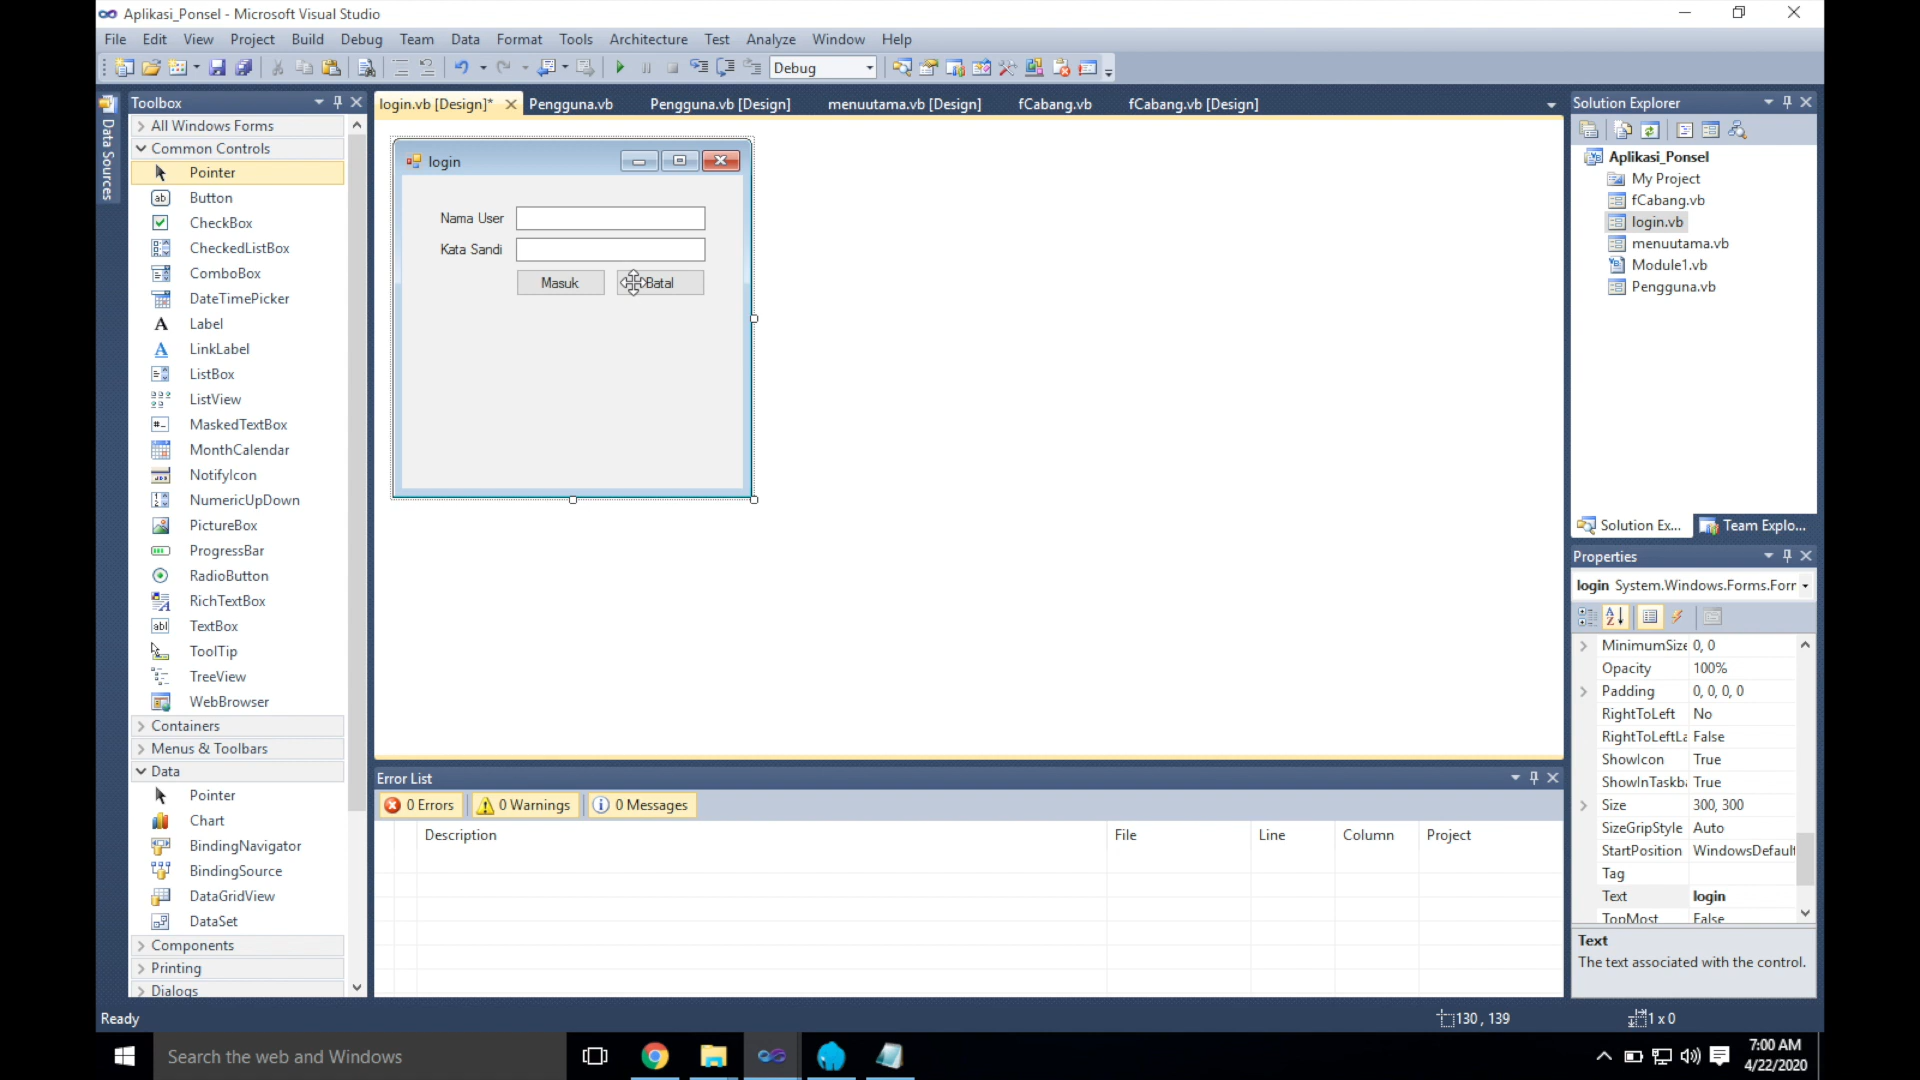 Aplikasi_Ponsel - Microsoft Visual Studio
File Edit View Project Build Debug Team Data Format Tools Architecture Test Analyze Window Help
Debug
Data Sources
Toolbox
All Windows Forms
Common Controls
Pointer
Button
CheckBox
CheckedListBox
ComboBox
DateTimePicker
Label
LinkLabel
ListBox
ListView
MaskedTextBox
MonthCalendar
NotifyIcon
NumericUpDown
PictureBox
ProgressBar
RadioButton
RichTextBox
TextBox
ToolTip
TreeView
WebBrowser
Containers
Menus & Toolbars
Data
Pointer
Chart
BindingNavigator
BindingSource
DataGridView
DataSet
Components
Printing
Dialogs
login.vb [Design]* Pengguna.vb Pengguna.vb [Design] menuutama.vb [Design] fCabang.vb fCabang.vb [Design]
login
Nama User
Kata Sandi
Masuk Batal
Error List
0 Errors 0 Warnings 0 Messages
Description File Line Column Project
Solution Explorer
Aplikasi_Ponsel
My Project
fCabang.vb
login.vb
menuutama.vb
Module1.vb
Pengguna.vb
Solution Ex... Team Explo...
Properties
login System.Windows.Forms.Forr
MinimumSize 0, 0
Opacity 100%
Padding 0, 0, 0, 0
RightToLeft No
RightToLeftLa False
ShowIcon True
ShowInTaskba True
Size 300, 300
SizeGripStyle Auto
StartPosition WindowsDefault
Tag
Text login
TopMost False
Text
The text associated with the control.
Ready 130 , 139 1 x 0
Search the web and Windows
7:00 AM
4/22/2020